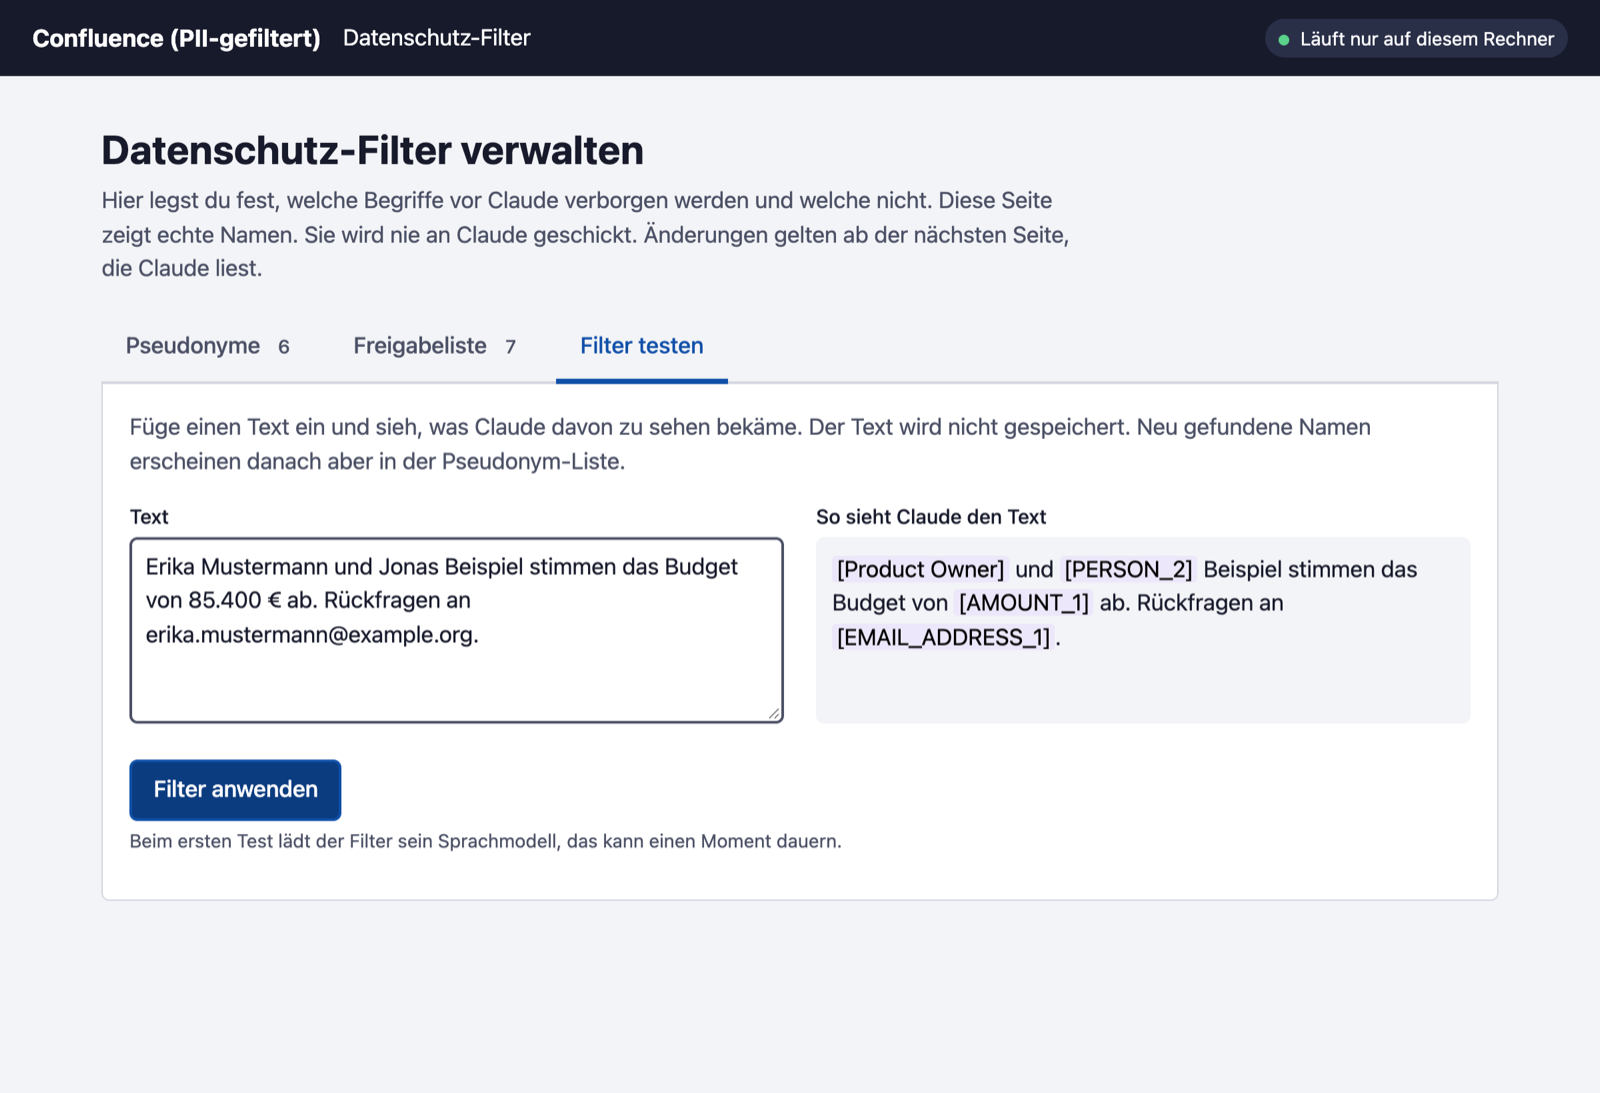 Confluence (PII-gefiltert) Datenschutz-Filter
Läuft nur auf diesem Rechner
Datenschutz-Filter verwalten
Hier legst du fest, welche Begriffe vor Claude verborgen werden und welche nicht. Diese Seite
zeigt echte Namen. Sie wird nie an Claude geschickt. Änderungen gelten ab der nächsten Seite,
die Claude liest.
Pseudonyme 6 Freigabeliste 7 Filter testen
Füge einen Text ein und sieh, was Claude davon zu sehen bekäme. Der Text wird nicht gespeichert. Neu gefundene Namen
erscheinen danach aber in der Pseudonym-Liste.
Text
Erika Mustermann und Jonas Beispiel stimmen das Budget
von 85.400 € ab. Rückfragen an
erika.mustermann@example.org.
So sieht Claude den Text
[Product Owner] und [PERSON_2] Beispiel stimmen das
Budget von [AMOUNT_1] ab. Rückfragen an
[EMAIL_ADDRESS_1].
Filter anwenden
Beim ersten Test lädt der Filter sein Sprachmodell, das kann einen Moment dauern.